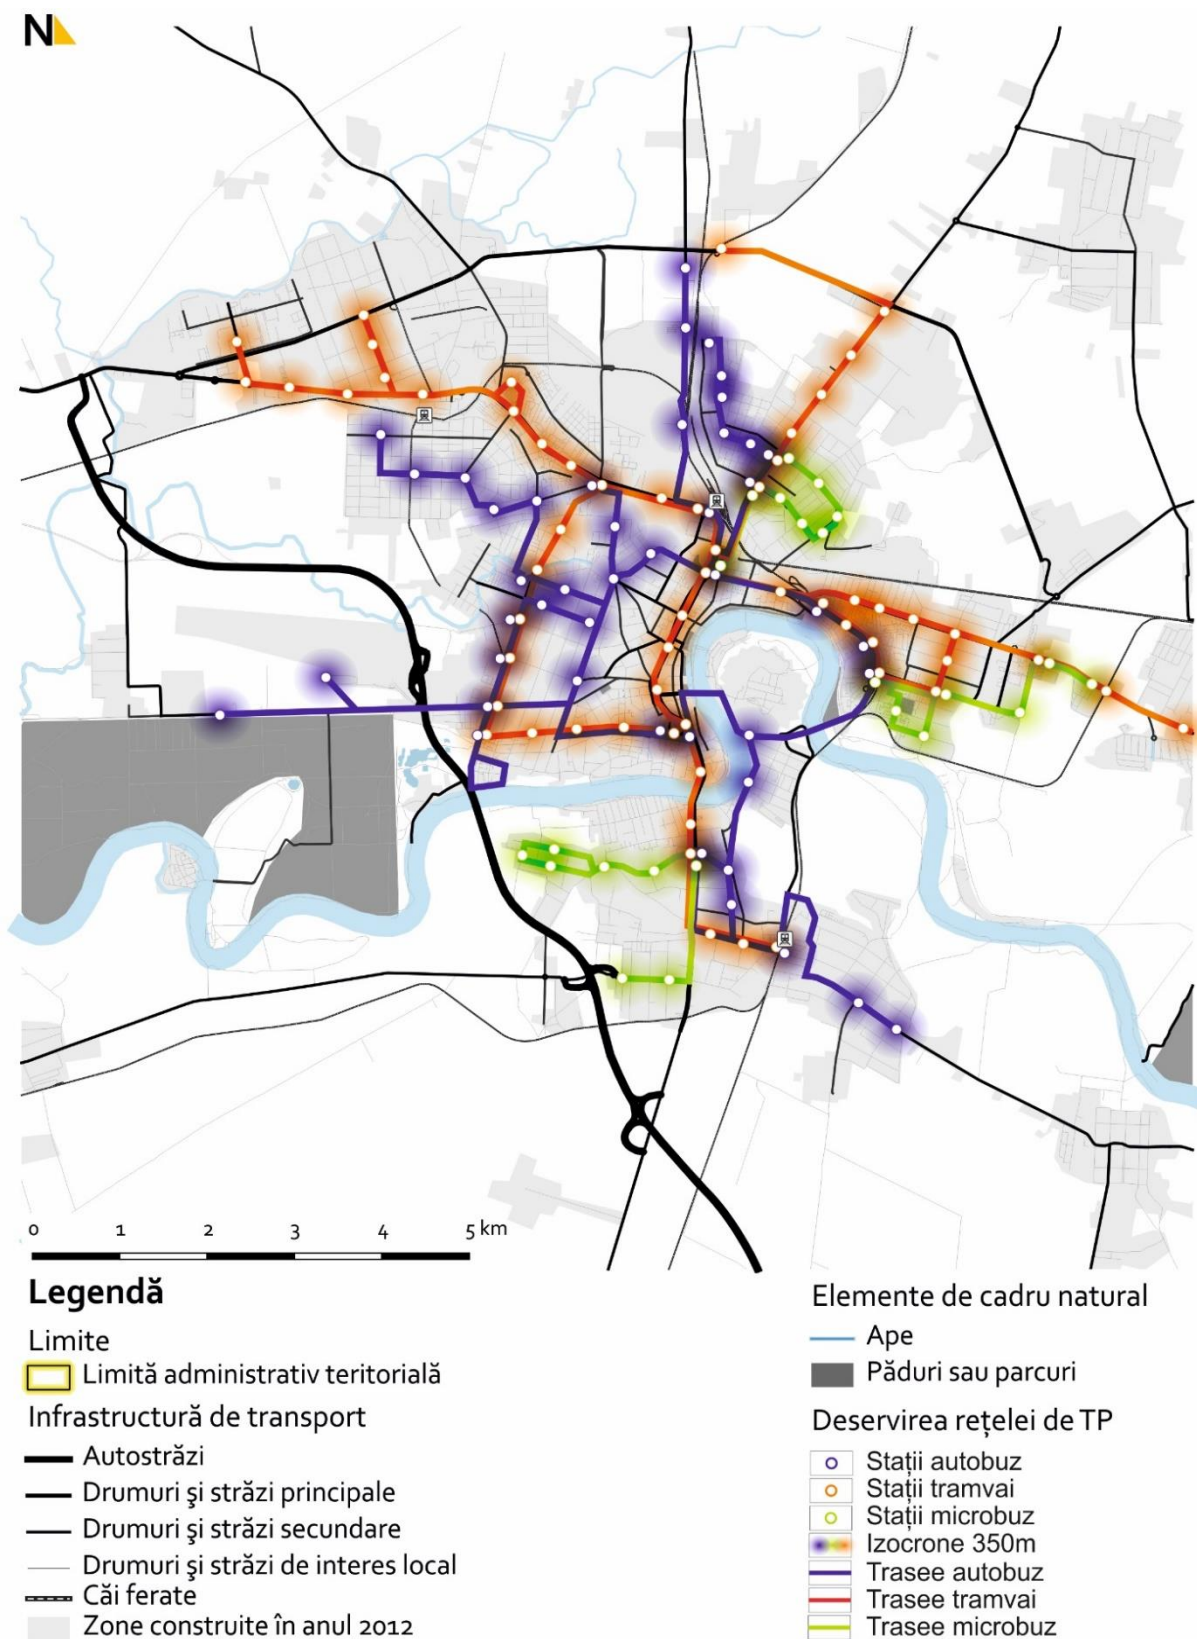 N
0 1 2 3 4 5 km
Legendă
Limite
Limită administrativ teritorială
Infrastructură de transport
Autostrăzi
Drumuri şi străzi principale
Drumuri şi străzi secundare
Drumuri şi străzi de interes local
Căi ferate
Zone construite în anul 2012
Elemente de cadru natural
Ape
Păduri sau parcuri
Deservirea rețelei de TP
Stații autobuz
Stații tramvai
Stații microbuz
Izocrone 350m
Trasee autobuz
Trasee tramvai
Trasee microbuz